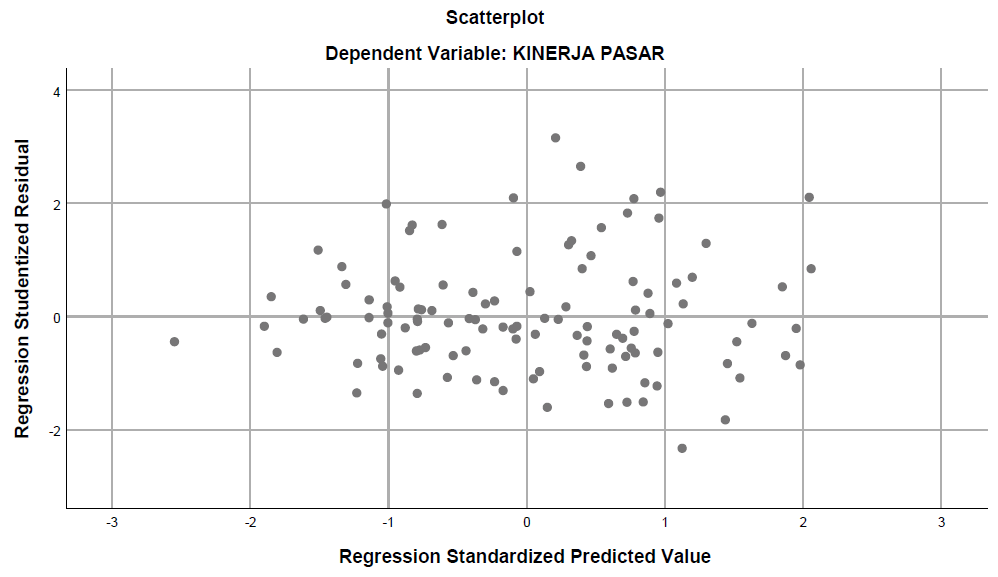 Scatterplot
Dependent Variable: KINERJA PASAR
Regression Studentized Residual
4
2
0
-2
-3 -2 -1 0 1 2 3
Regression Standardized Predicted Value